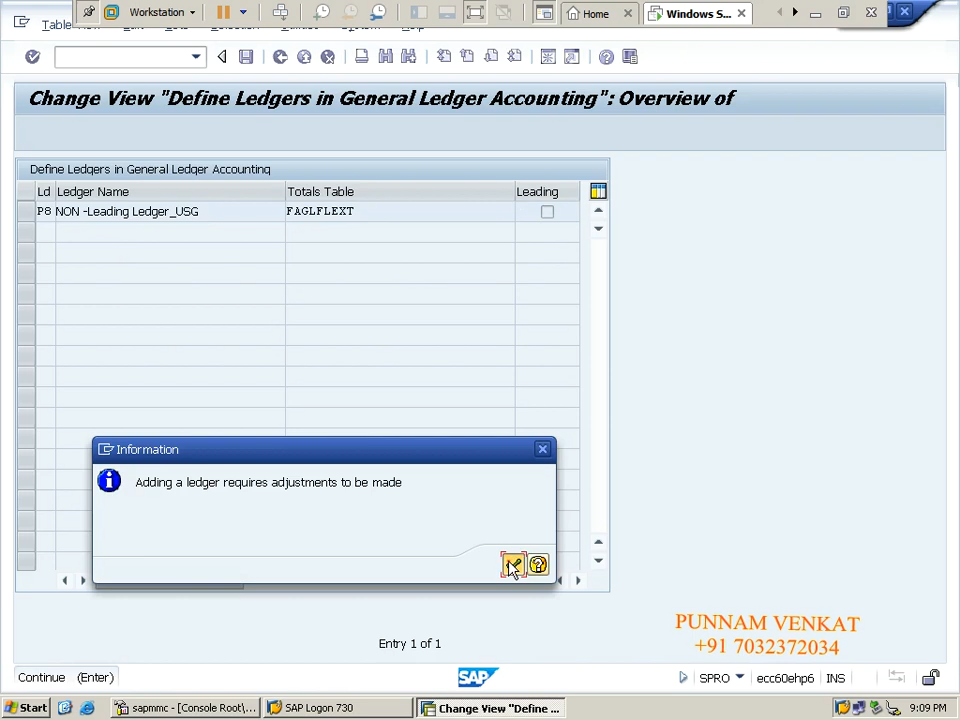 Workstation
Home
Windows S...
Change View "Define Ledgers in General Ledger Accounting": Overview of
Define Ledgers in General Ledger Accounting
Ld Ledger Name Totals Table Leading
P8 NON -Leading Ledger_USG FAGLFLEXT
Information
Adding a ledger requires adjustments to be made
Entry 1 of 1
PUNNAM VENKAT
+91 7032372034
Continue (Enter)
SAP
SPRO
ecc60ehp6
INS
Start
sapmmc - [Console Root\...
SAP Logon 730
Change View "Define ...
9:09 PM